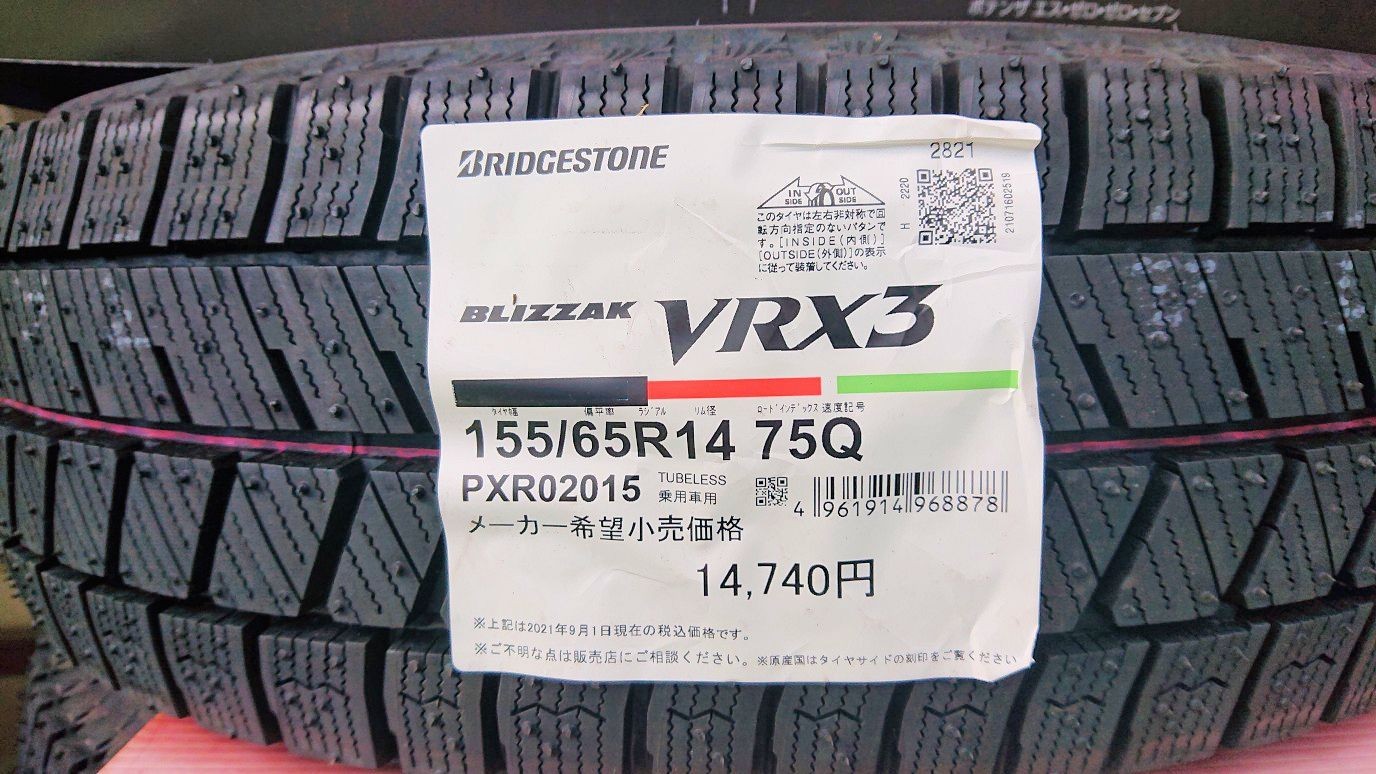 ポテンザ エス・ゼロ・ゼロ・セブン
BRIDGESTONE
2821
IN SIDE
OUT SIDE
H 2220
21071602519
このタイヤは左右非対称で回
転方向指定のないパタンで
す。[INSIDE(内側)]
[OUTSIDE(外側)]の表示
に従って装着してください。
BLIZZAK VRX3
タイヤ幅 偏平率 ラジアル リム径 ロードインデックス 速度記号
155/65R14 75Q
PXR02015 TUBELESS
乗用車用
4 961914 968878
メーカー希望小売価格
14,740円
※上記は2021年9月1日現在の税込価格です。
※ご不明な点は販売店にご相談ください。※原産国はタイヤサイドの刻印をご覧ください